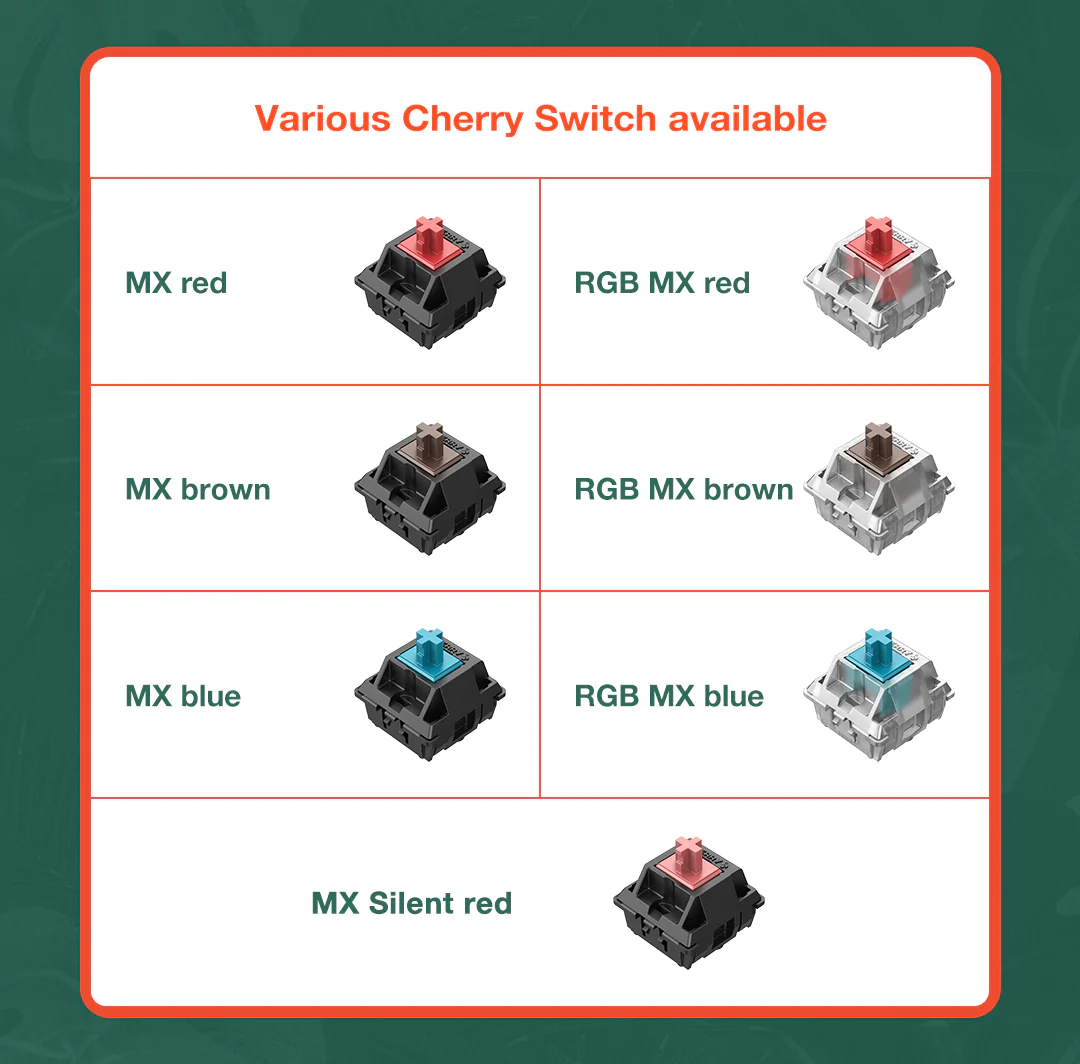 Various Cherry Switch available
MX red
RGB MX red
MX brown
RGB MX brown
MX blue
RGB MX blue
MX Silent red